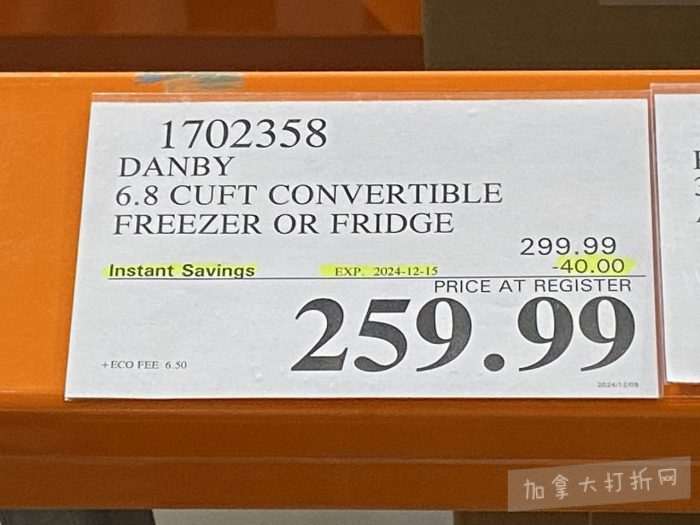 1702358
DANBY
6.8 CUFT CONVERTIBLE
FREEZER OR FRIDGE
299.99
Instant Savings EXP. 2024-12-15 -40.00
PRICE AT REGISTER
259.99
+ECO FEE 6.50
2024/12/09
加拿大打折网